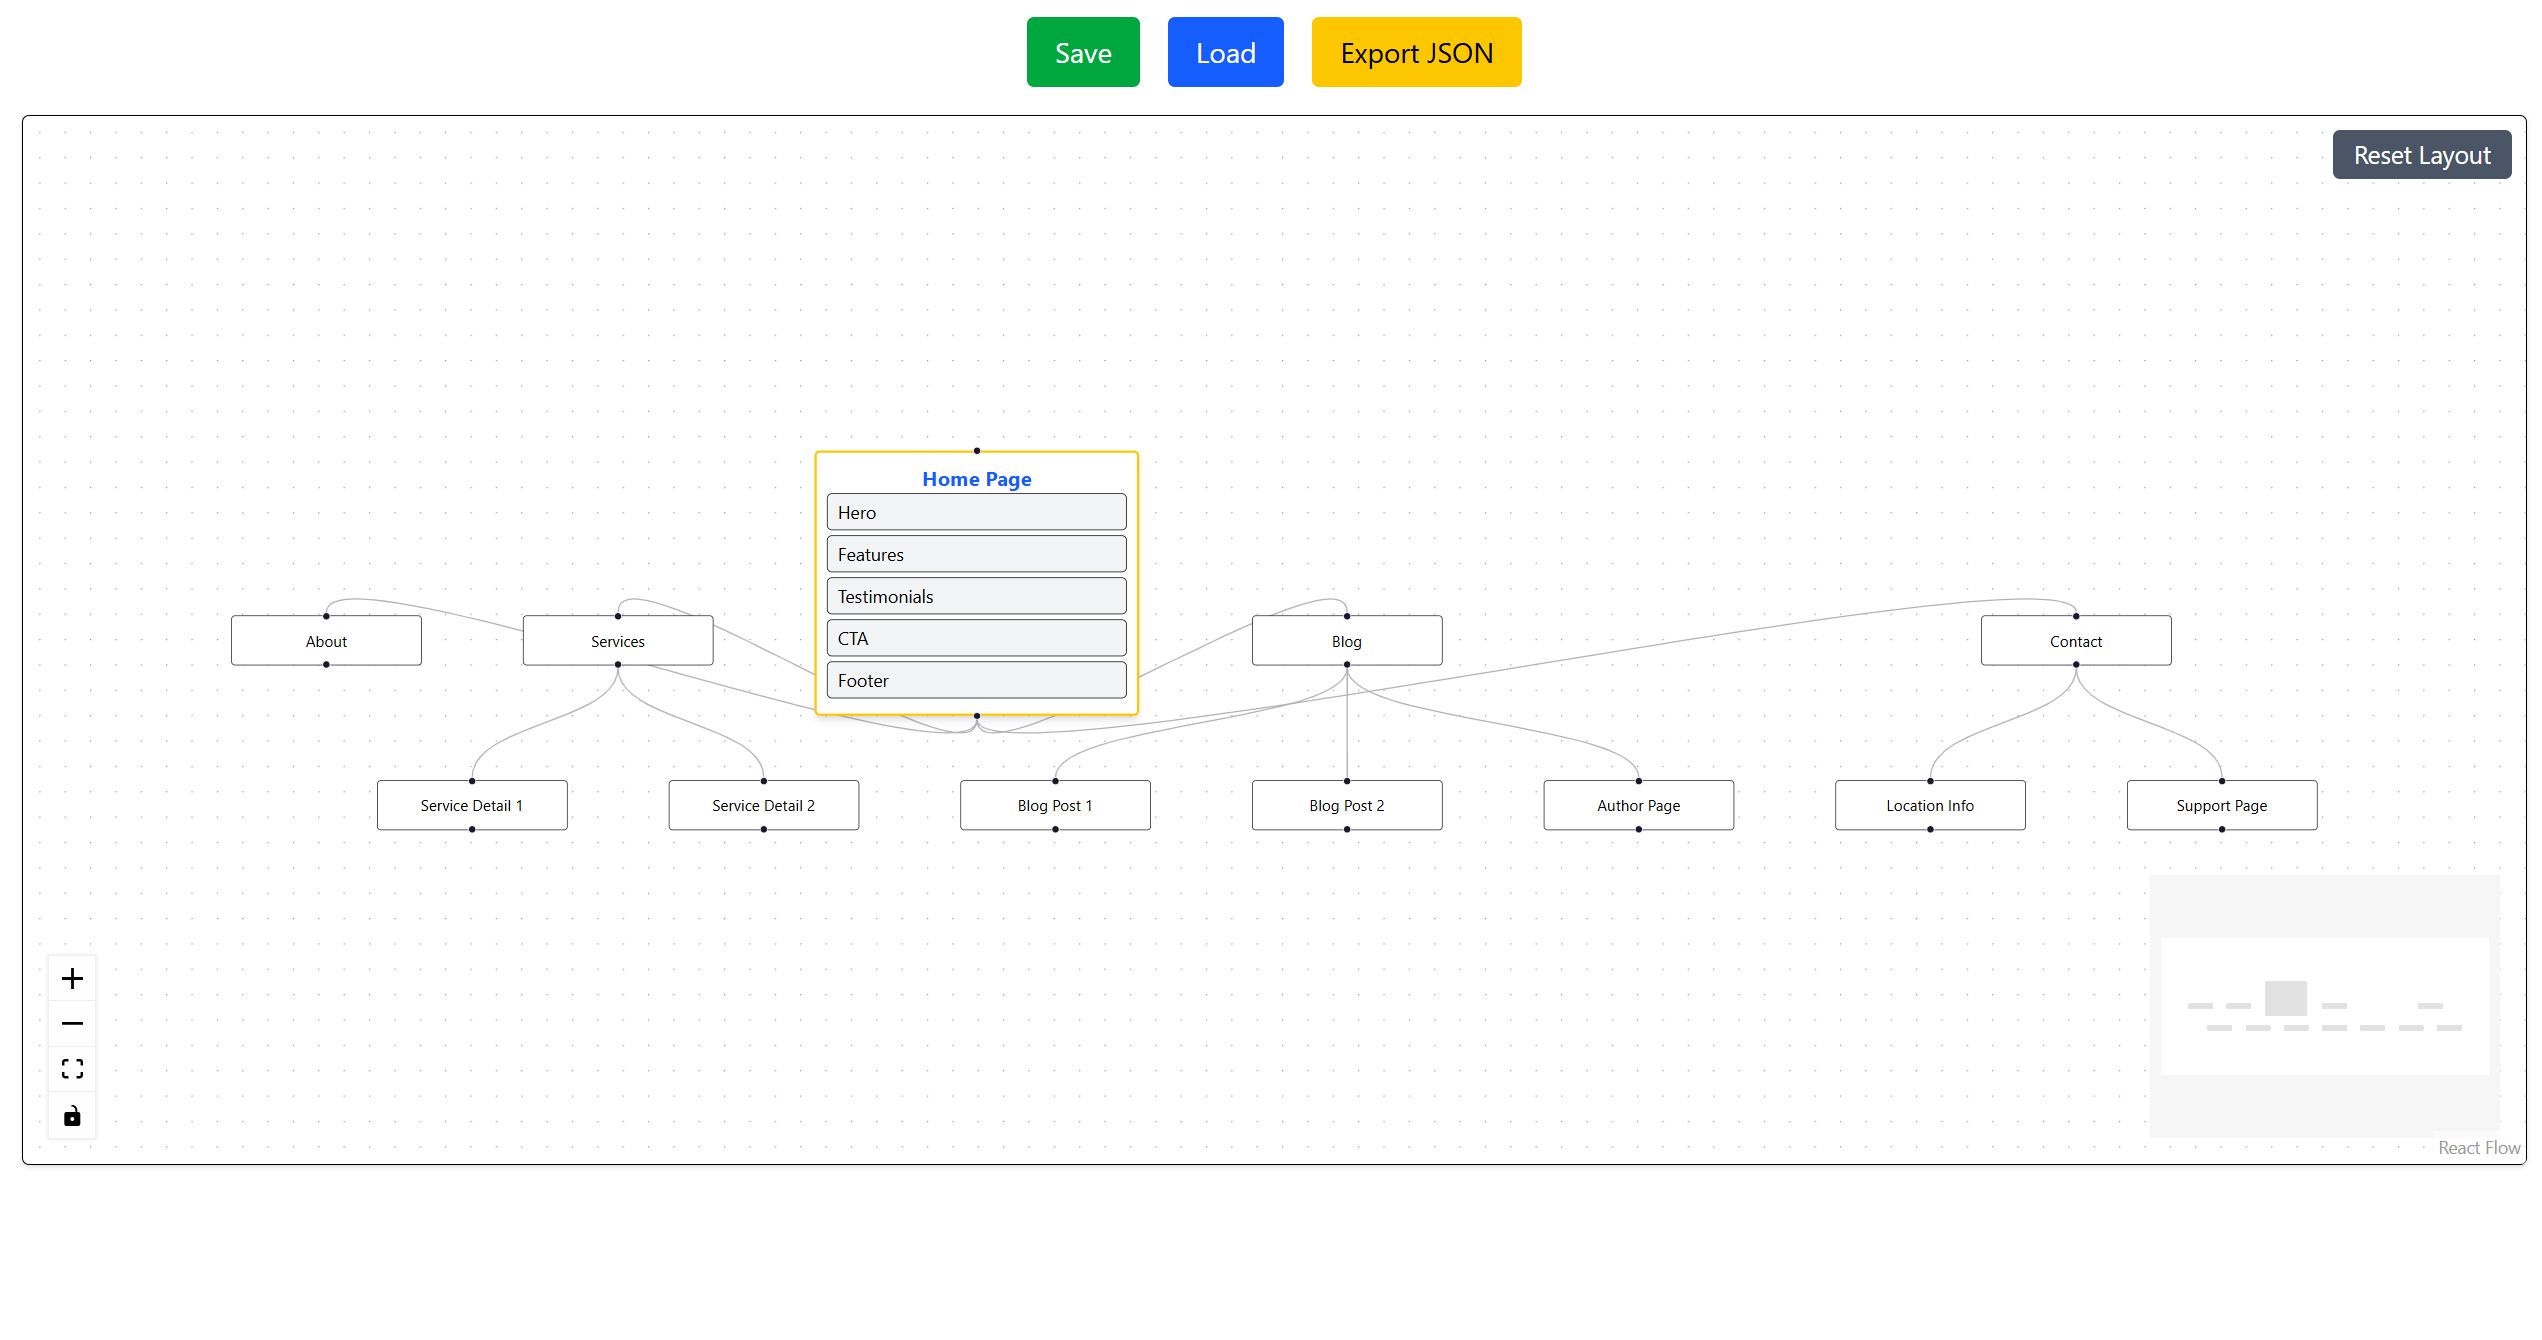 Save
Load
Export JSON
Reset Layout
Home Page
Hero
Features
Testimonials
CTA
Footer
About
Services
Blog
Contact
Service Detail 1
Service Detail 2
Blog Post 1
Blog Post 2
Author Page
Location Info
Support Page
React Flow